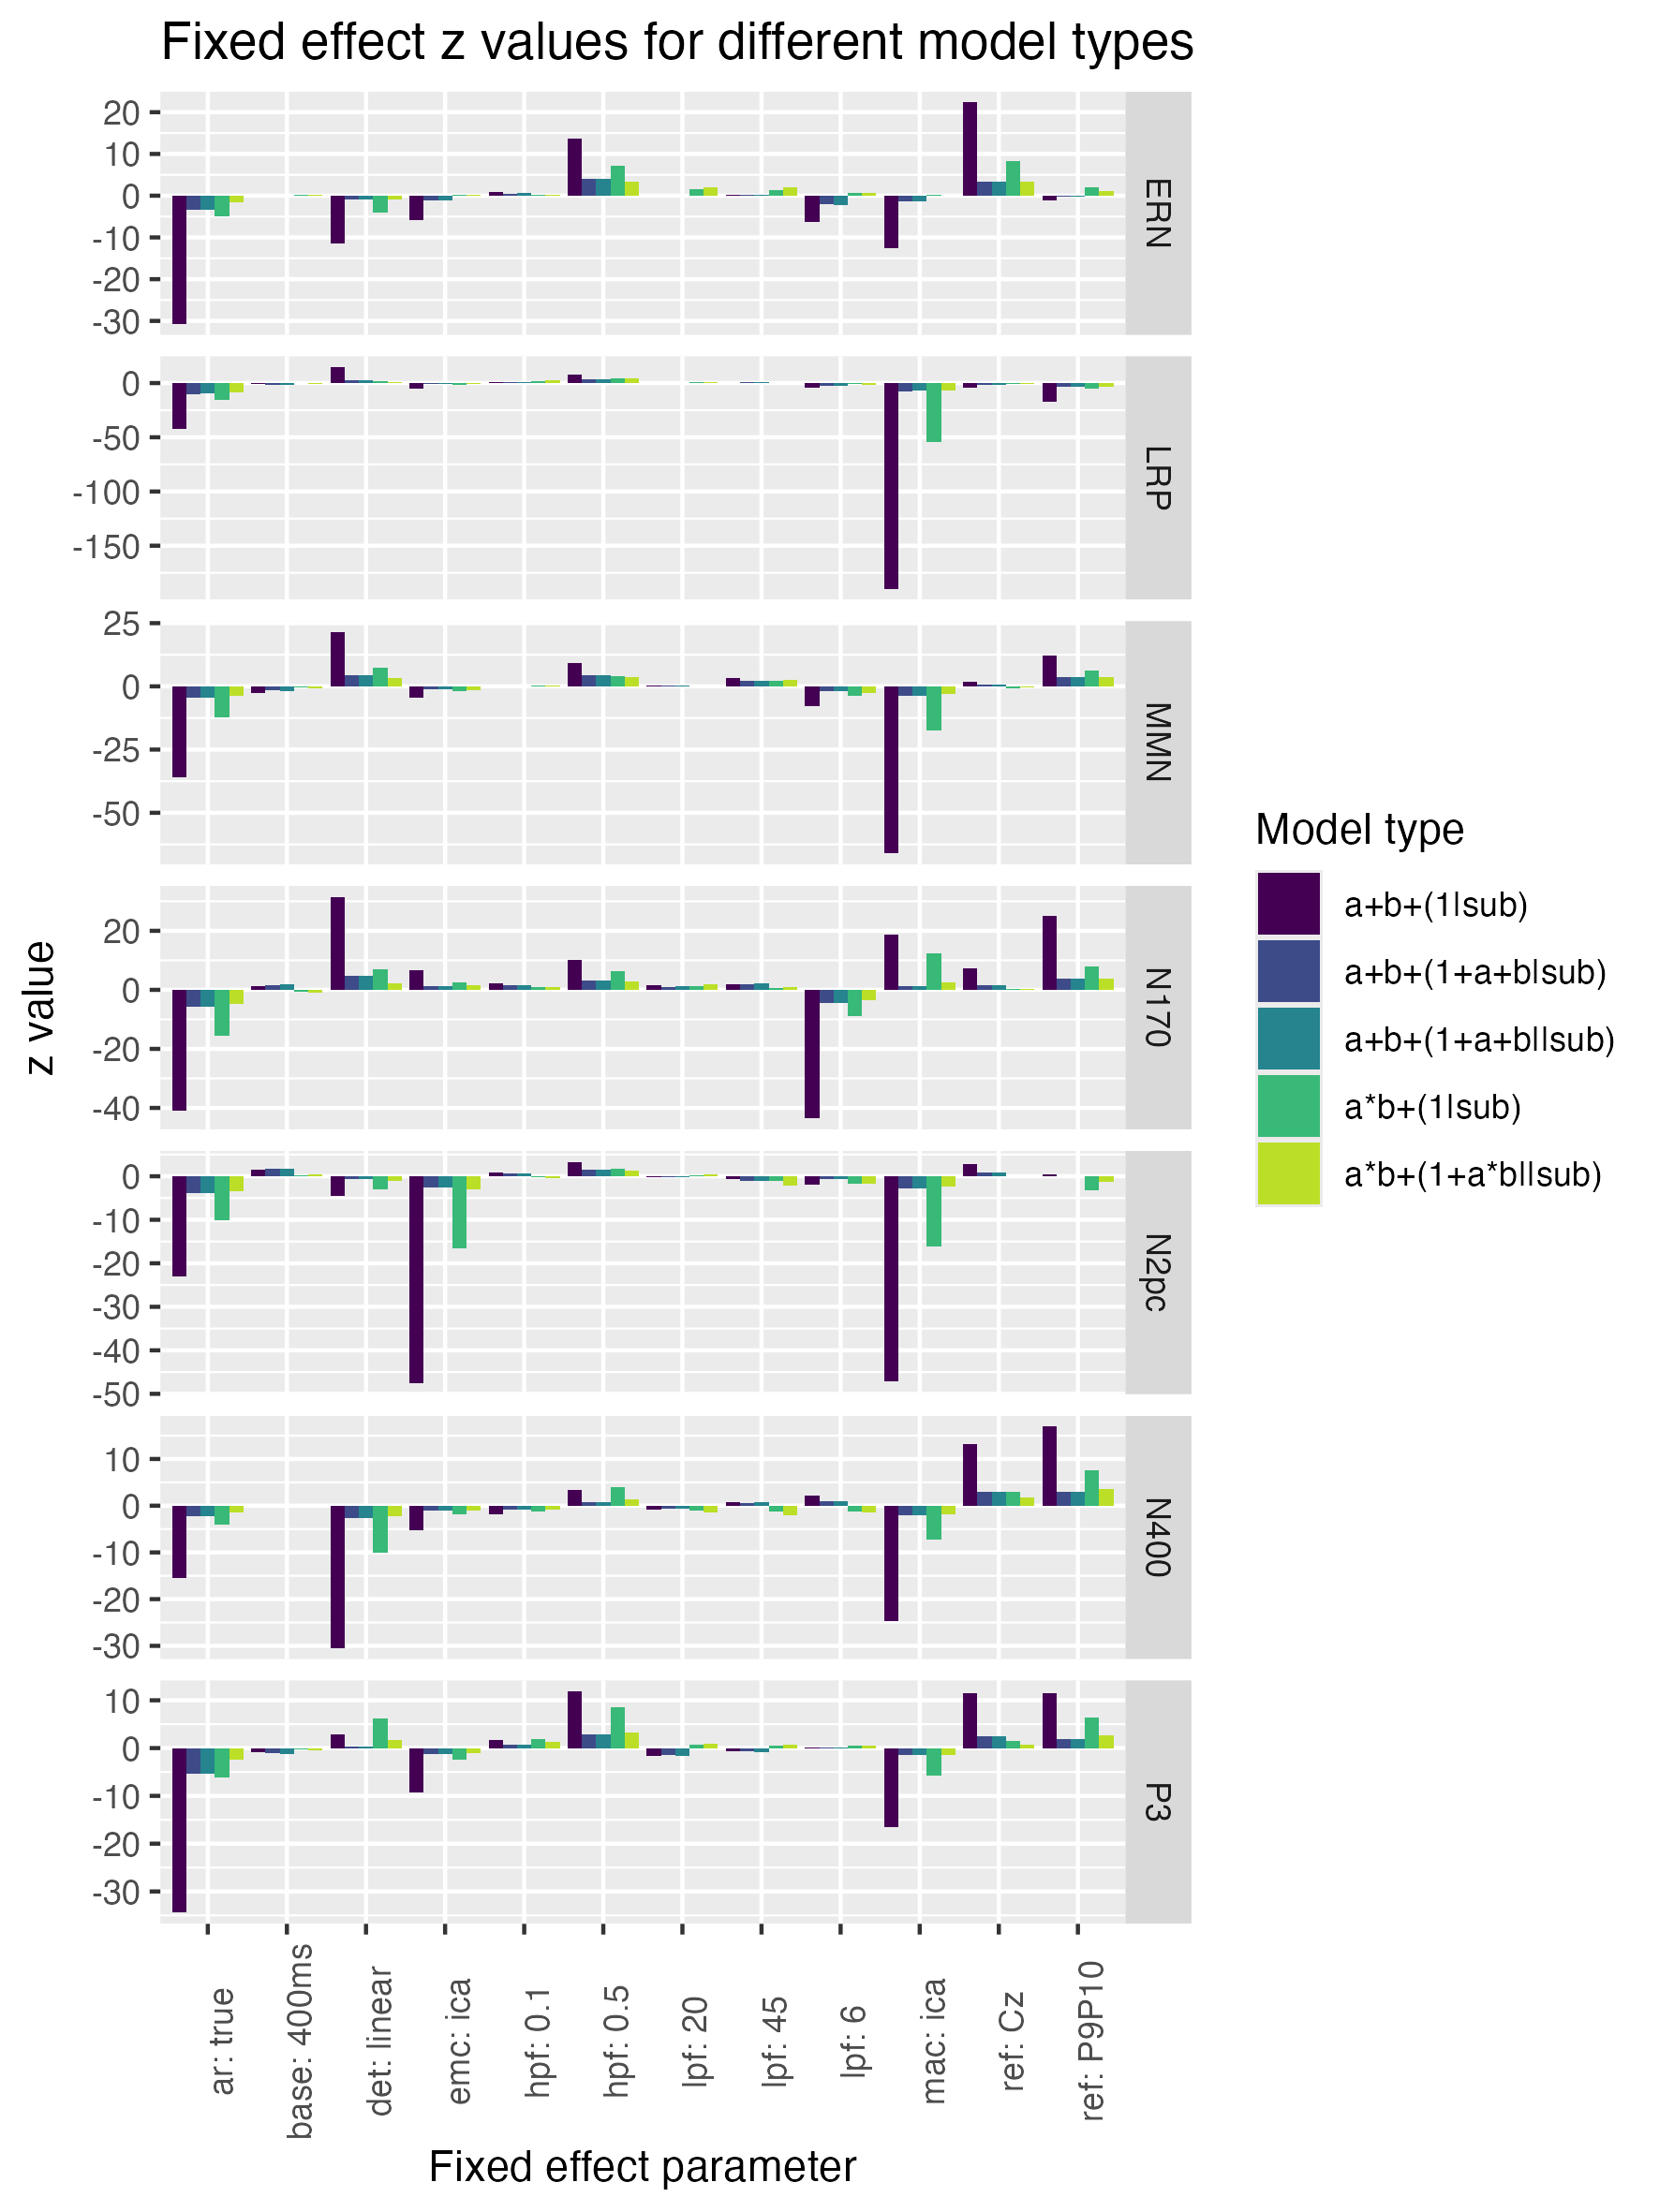 Fixed effect z values for different model types
20
10
0
-10
-20
-30
ERN
0
-50
-100
-150
LRP
25
0
-25
-50
MMN
20
0
-20
-40
N170
0
-10
-20
-30
-40
-50
N2pc
10
0
-10
-20
-30
N400
10
0
-10
-20
-30
P3
z value
ar: true
base: 400ms
det: linear
emc: ica
hpf: 0.1
hpf: 0.5
lpf: 20
lpf: 45
lpf: 6
mac: ica
ref: Cz
ref: P9P10
Fixed effect parameter
Model type
a+b+(1|sub)
a+b+(1+a+b|sub)
a+b+(1+a+b||sub)
a*b+(1|sub)
a*b+(1+a*b||sub)